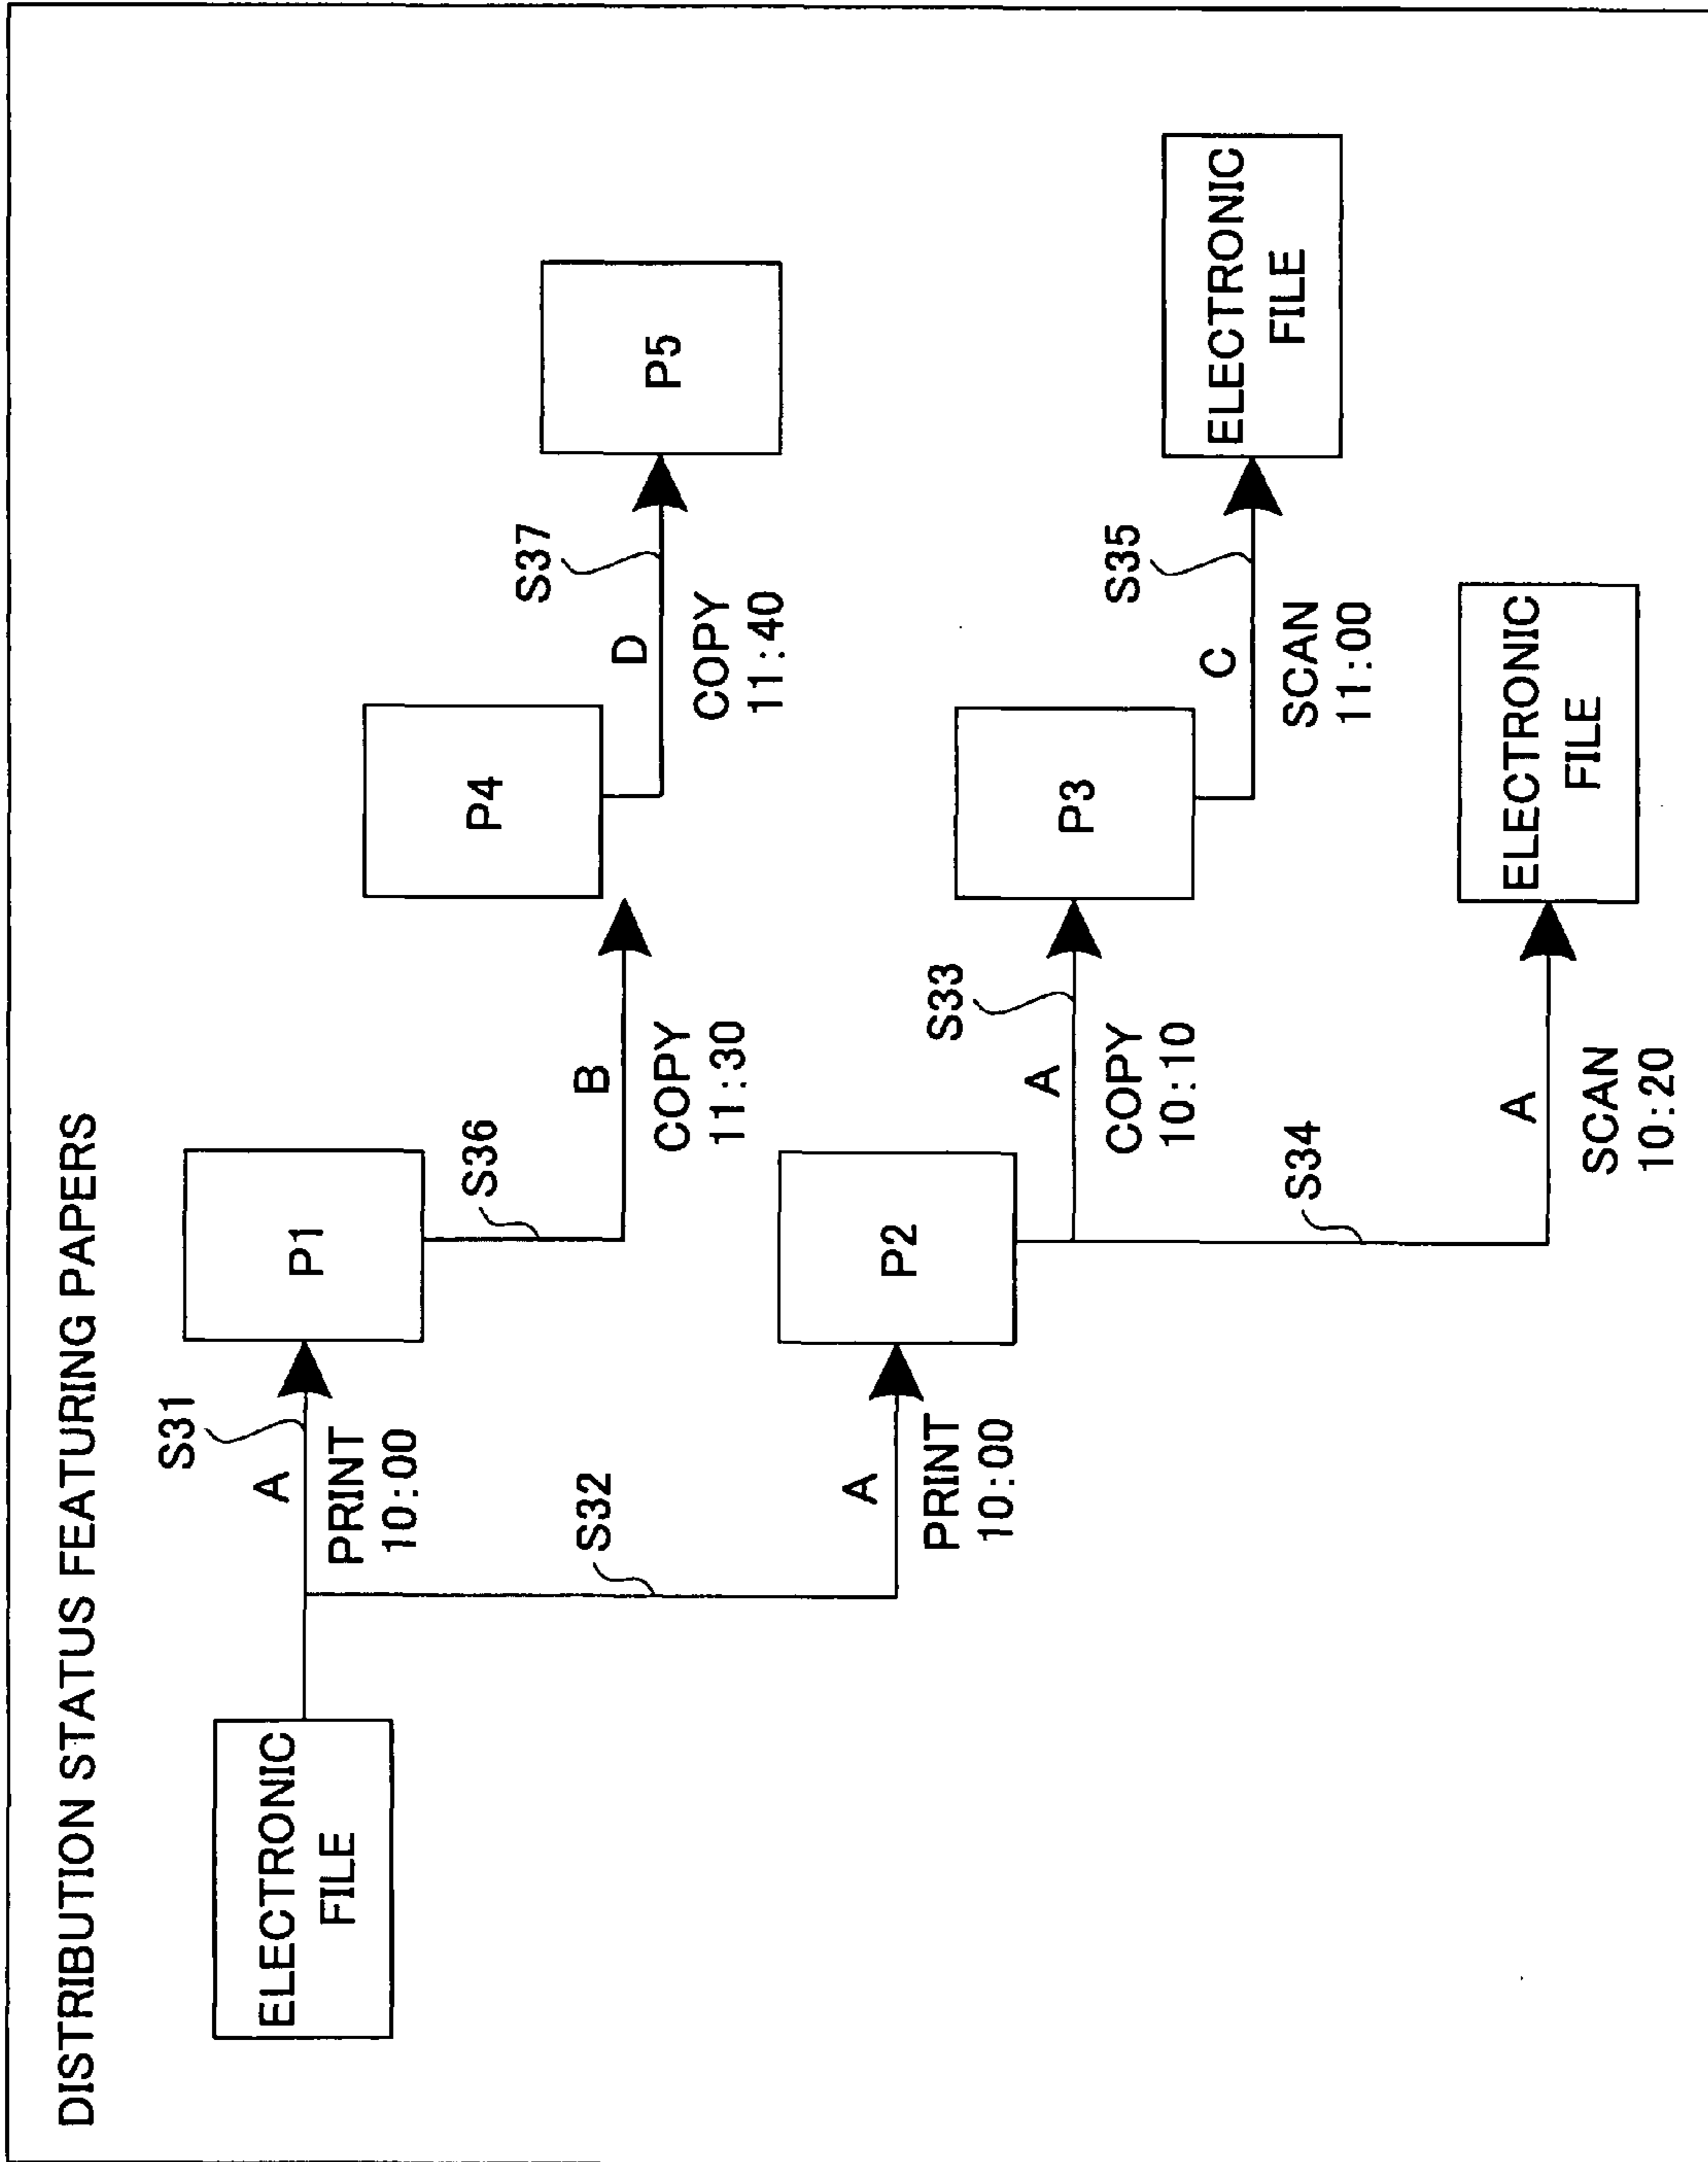 DISTRIBUTION STATUS FEATURING PAPERS
ELECTRONIC
FILE
S31
A
PRINT
10:00
P1
S32
A
PRINT
10:00
P2
S36
B
COPY
11:30
P4
S37
D
COPY
11:40
P5
S33
A
COPY
10:10
P3
S35
C
SCAN
11:00
ELECTRONIC
FILE
S34
A
SCAN
10:20
ELECTRONIC
FILE